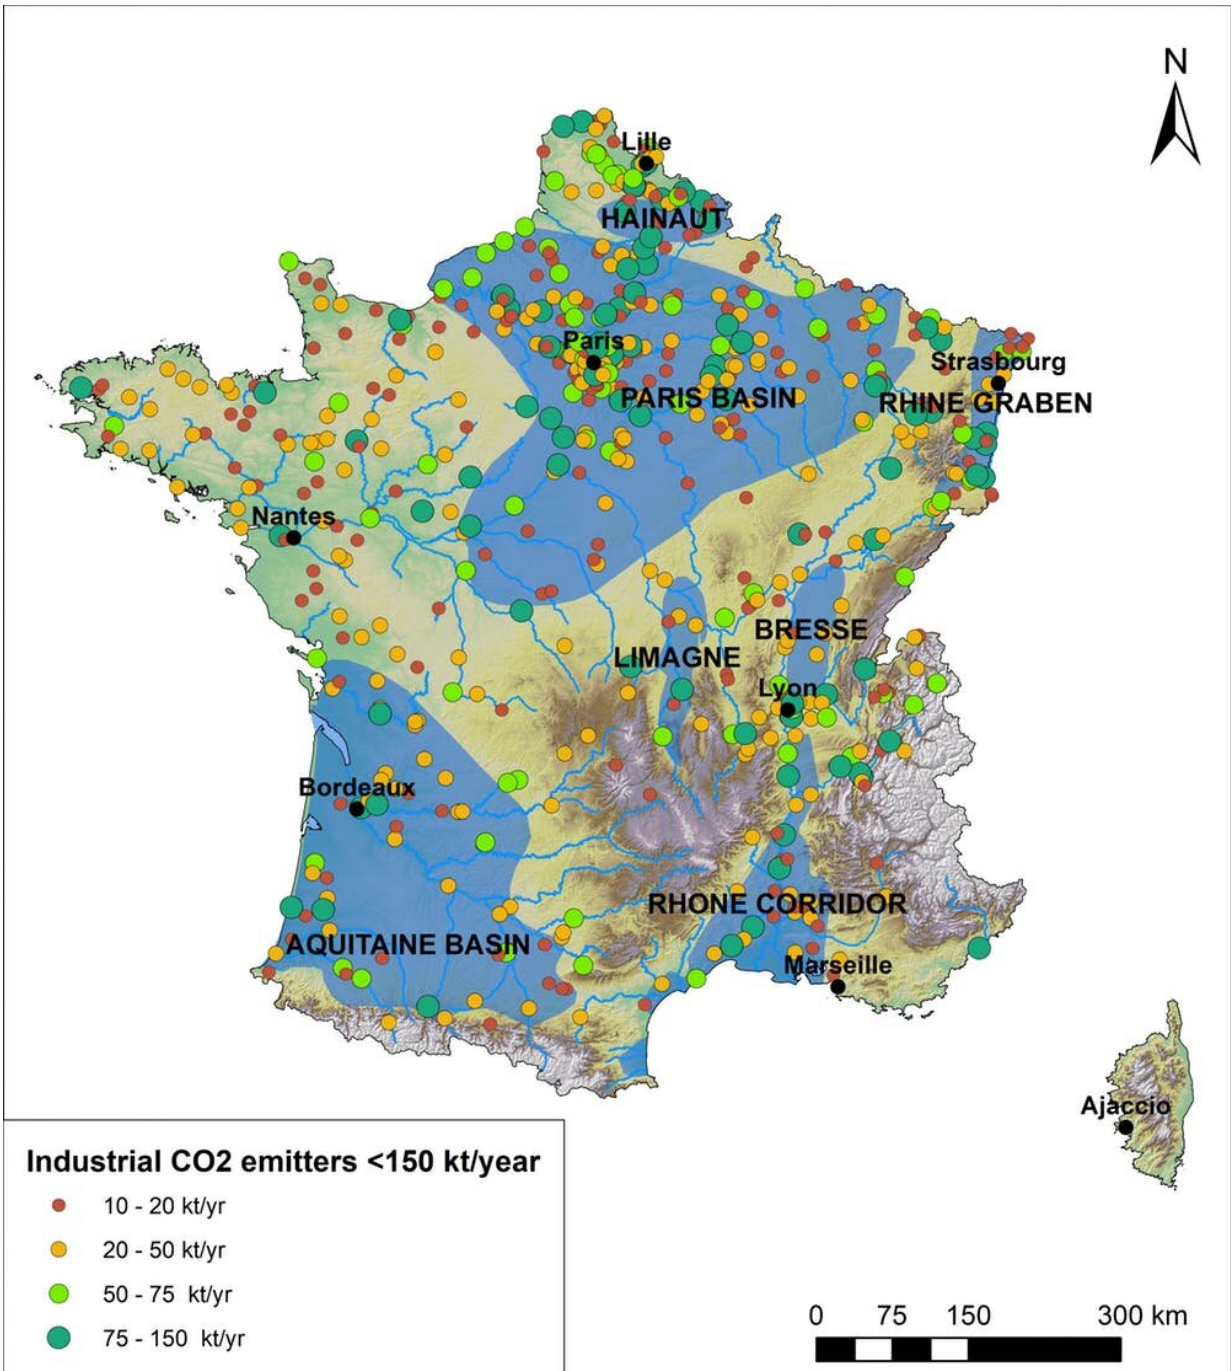 N
Lille
HAINAUT
Paris
Strasbourg
PARIS BASIN
RHINE GRABEN
Nantes
BRESSE
LIMAGNE
Lyon
Bordeaux
RHONE CORRIDOR
AQUITAINE BASIN
Marseille
Ajaccio
Industrial CO2 emitters <150 kt/year
10 - 20 kt/yr
20 - 50 kt/yr
50 - 75 kt/yr
75 - 150 kt/yr
0 75 150 300 km